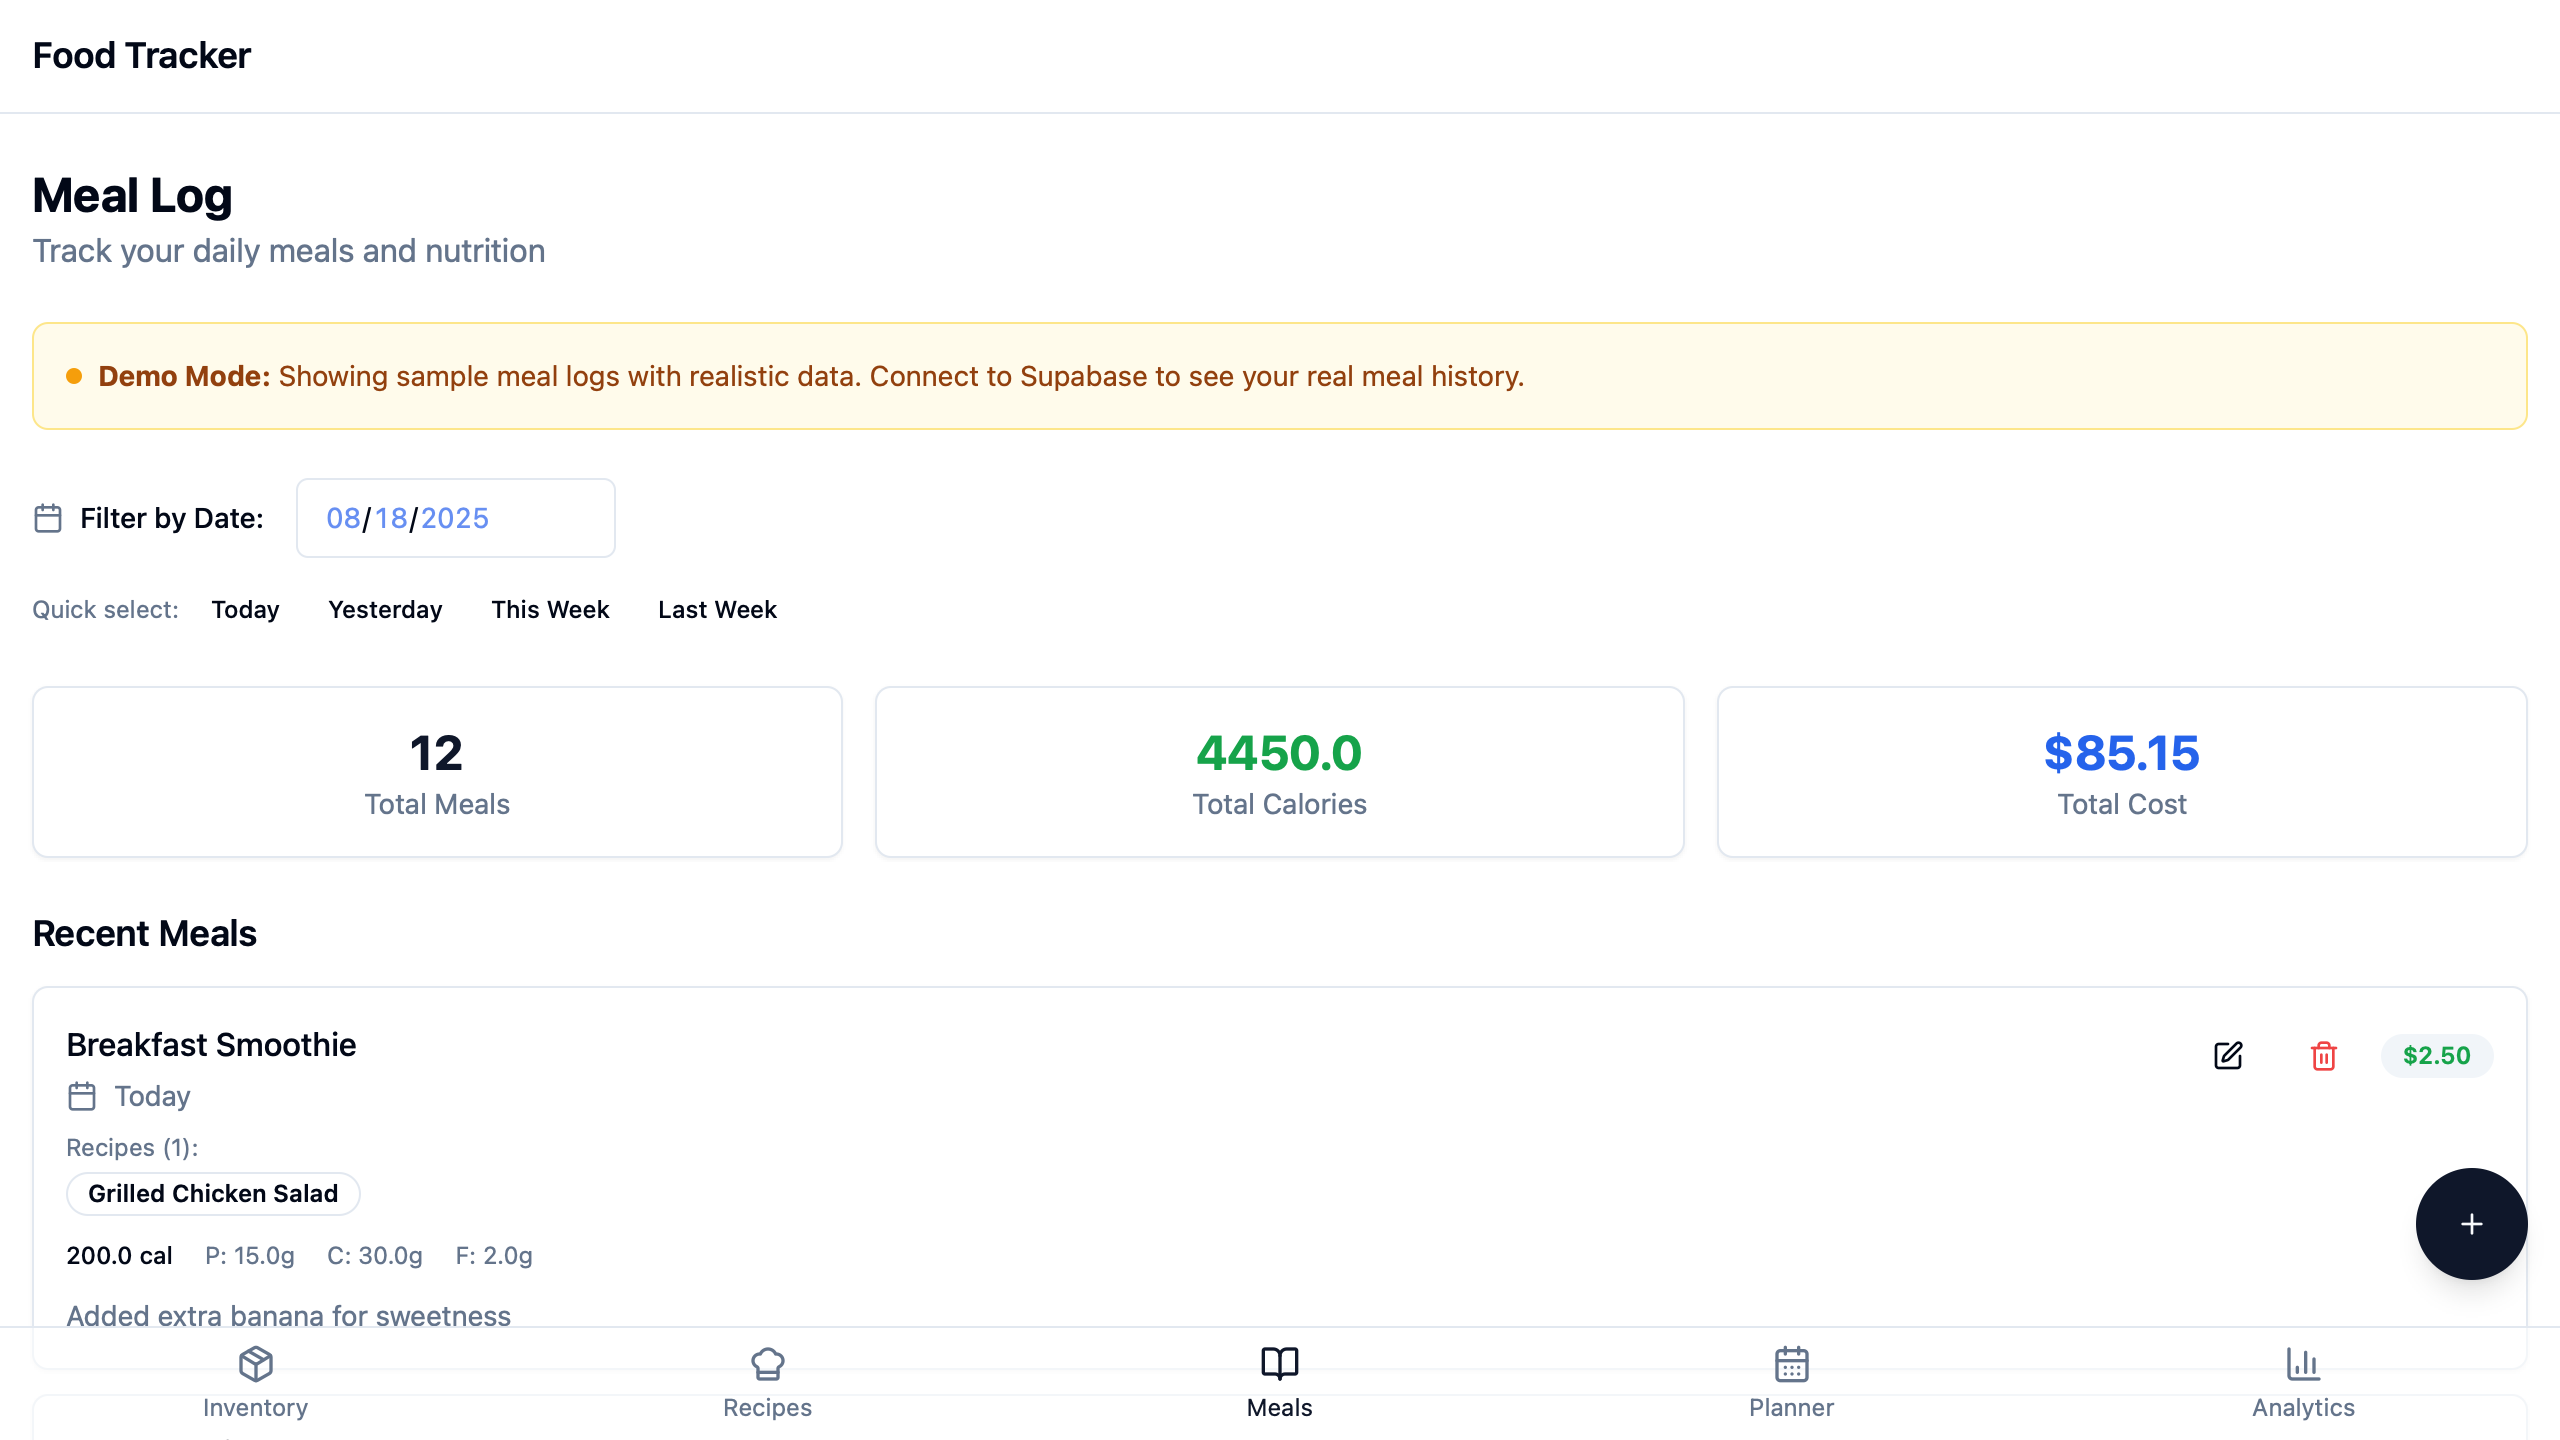 Food Tracker
Meal Log
Track your daily meals and nutrition
Demo Mode: Showing sample meal logs with realistic data. Connect to Supabase to see your real meal history.
Filter by Date: 08/18/2025
Quick select: Today Yesterday This Week Last Week
12
Total Meals
4450.0
Total Calories
$85.15
Total Cost
Recent Meals
Breakfast Smoothie
$2.50
Today
Recipes (1):
Grilled Chicken Salad
200.0 cal P: 15.0g C: 30.0g F: 2.0g
Added extra banana for sweetness
Inventory Recipes Meals Planner Analytics